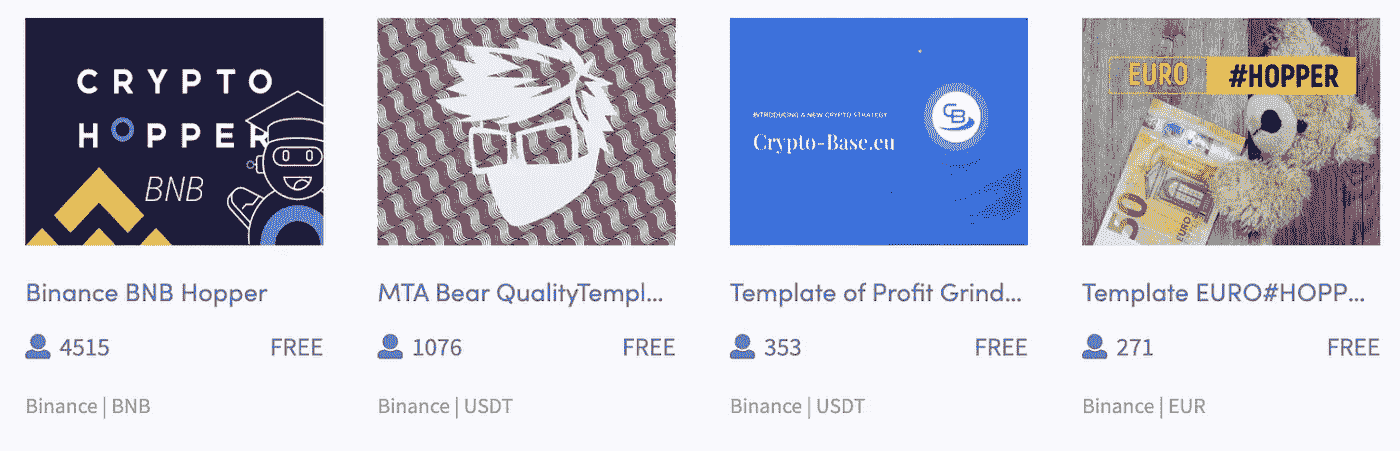 CRYPTO
HOPPER
BNB
Binance BNB Hopper
4515 FREE
Binance | BNB
MTA Bear QualityTempl...
1076 FREE
Binance | USDT
INTRODUCING A NEW CRYPTO STRATEGY
Crypto-Base.eu
CB
Template of Profit Grind...
353 FREE
Binance | USDT
EURO #HOPPER
50
EURO
Template EURO#HOPP...
271 FREE
Binance | EUR